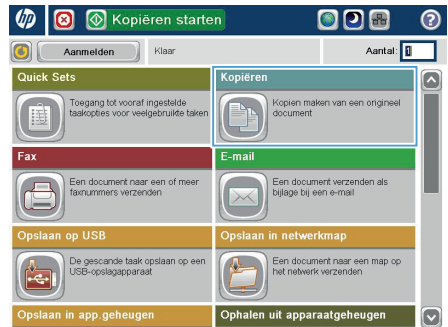 hp
Kopiëren starten
?
Aanmelden
Klaar
Aantal: 1
Quick Sets
Toegang tot vooraf ingestelde
taakopties voor veelgebruikte taken
Kopiëren
Kopien maken van een origineel
document
Fax
Een document naar een of meer
faxnummers verzenden
E-mail
Een document verzenden als
bijlage bij een e-mail
Opslaan op USB
De gescande taak opslaan op een
USB-opslagapparaat
Opslaan in netwerkmap
Een document naar een map op
het netwerk verzenden
Opslaan in app.geheugen
Ophalen uit apparaatgeheugen